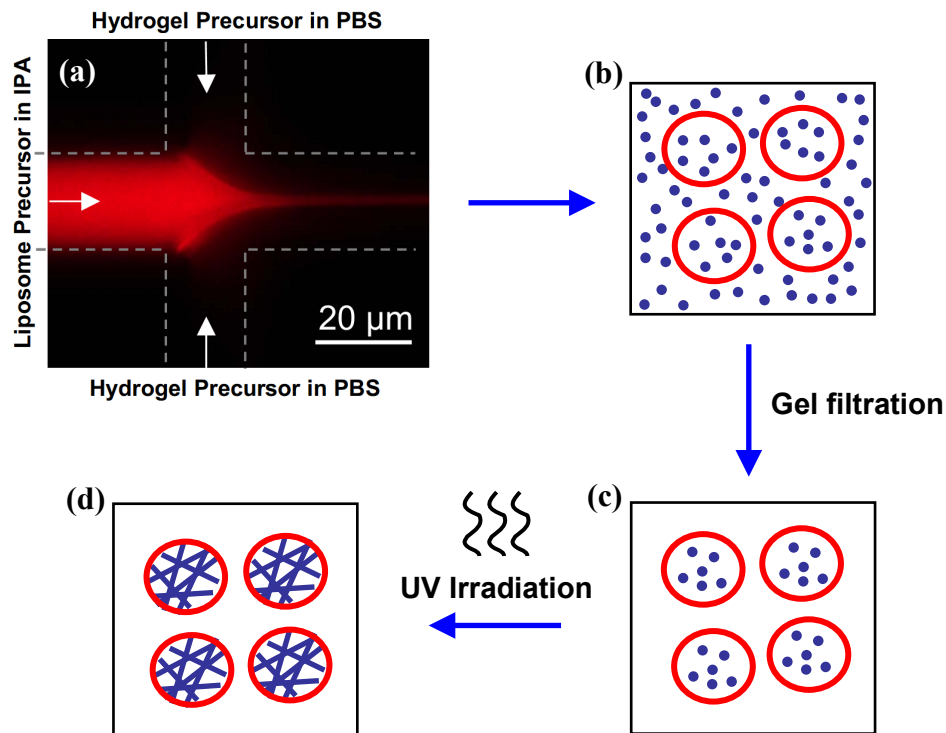 Hydrogel Precursor in PBS
(a)
Liposome Precursor in IPA
20 μm
Hydrogel Precursor in PBS
(b)
Gel filtration
(c)
UV Irradiation
(d)